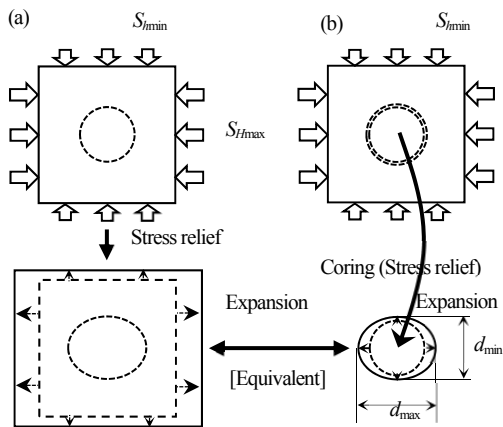 (a)
S_hmin
(b)
S_hmin
S_Hmax
Stress relief
Coring (Stress relief)
Expansion
Expansion
[Equivalent]
d_min
d_max